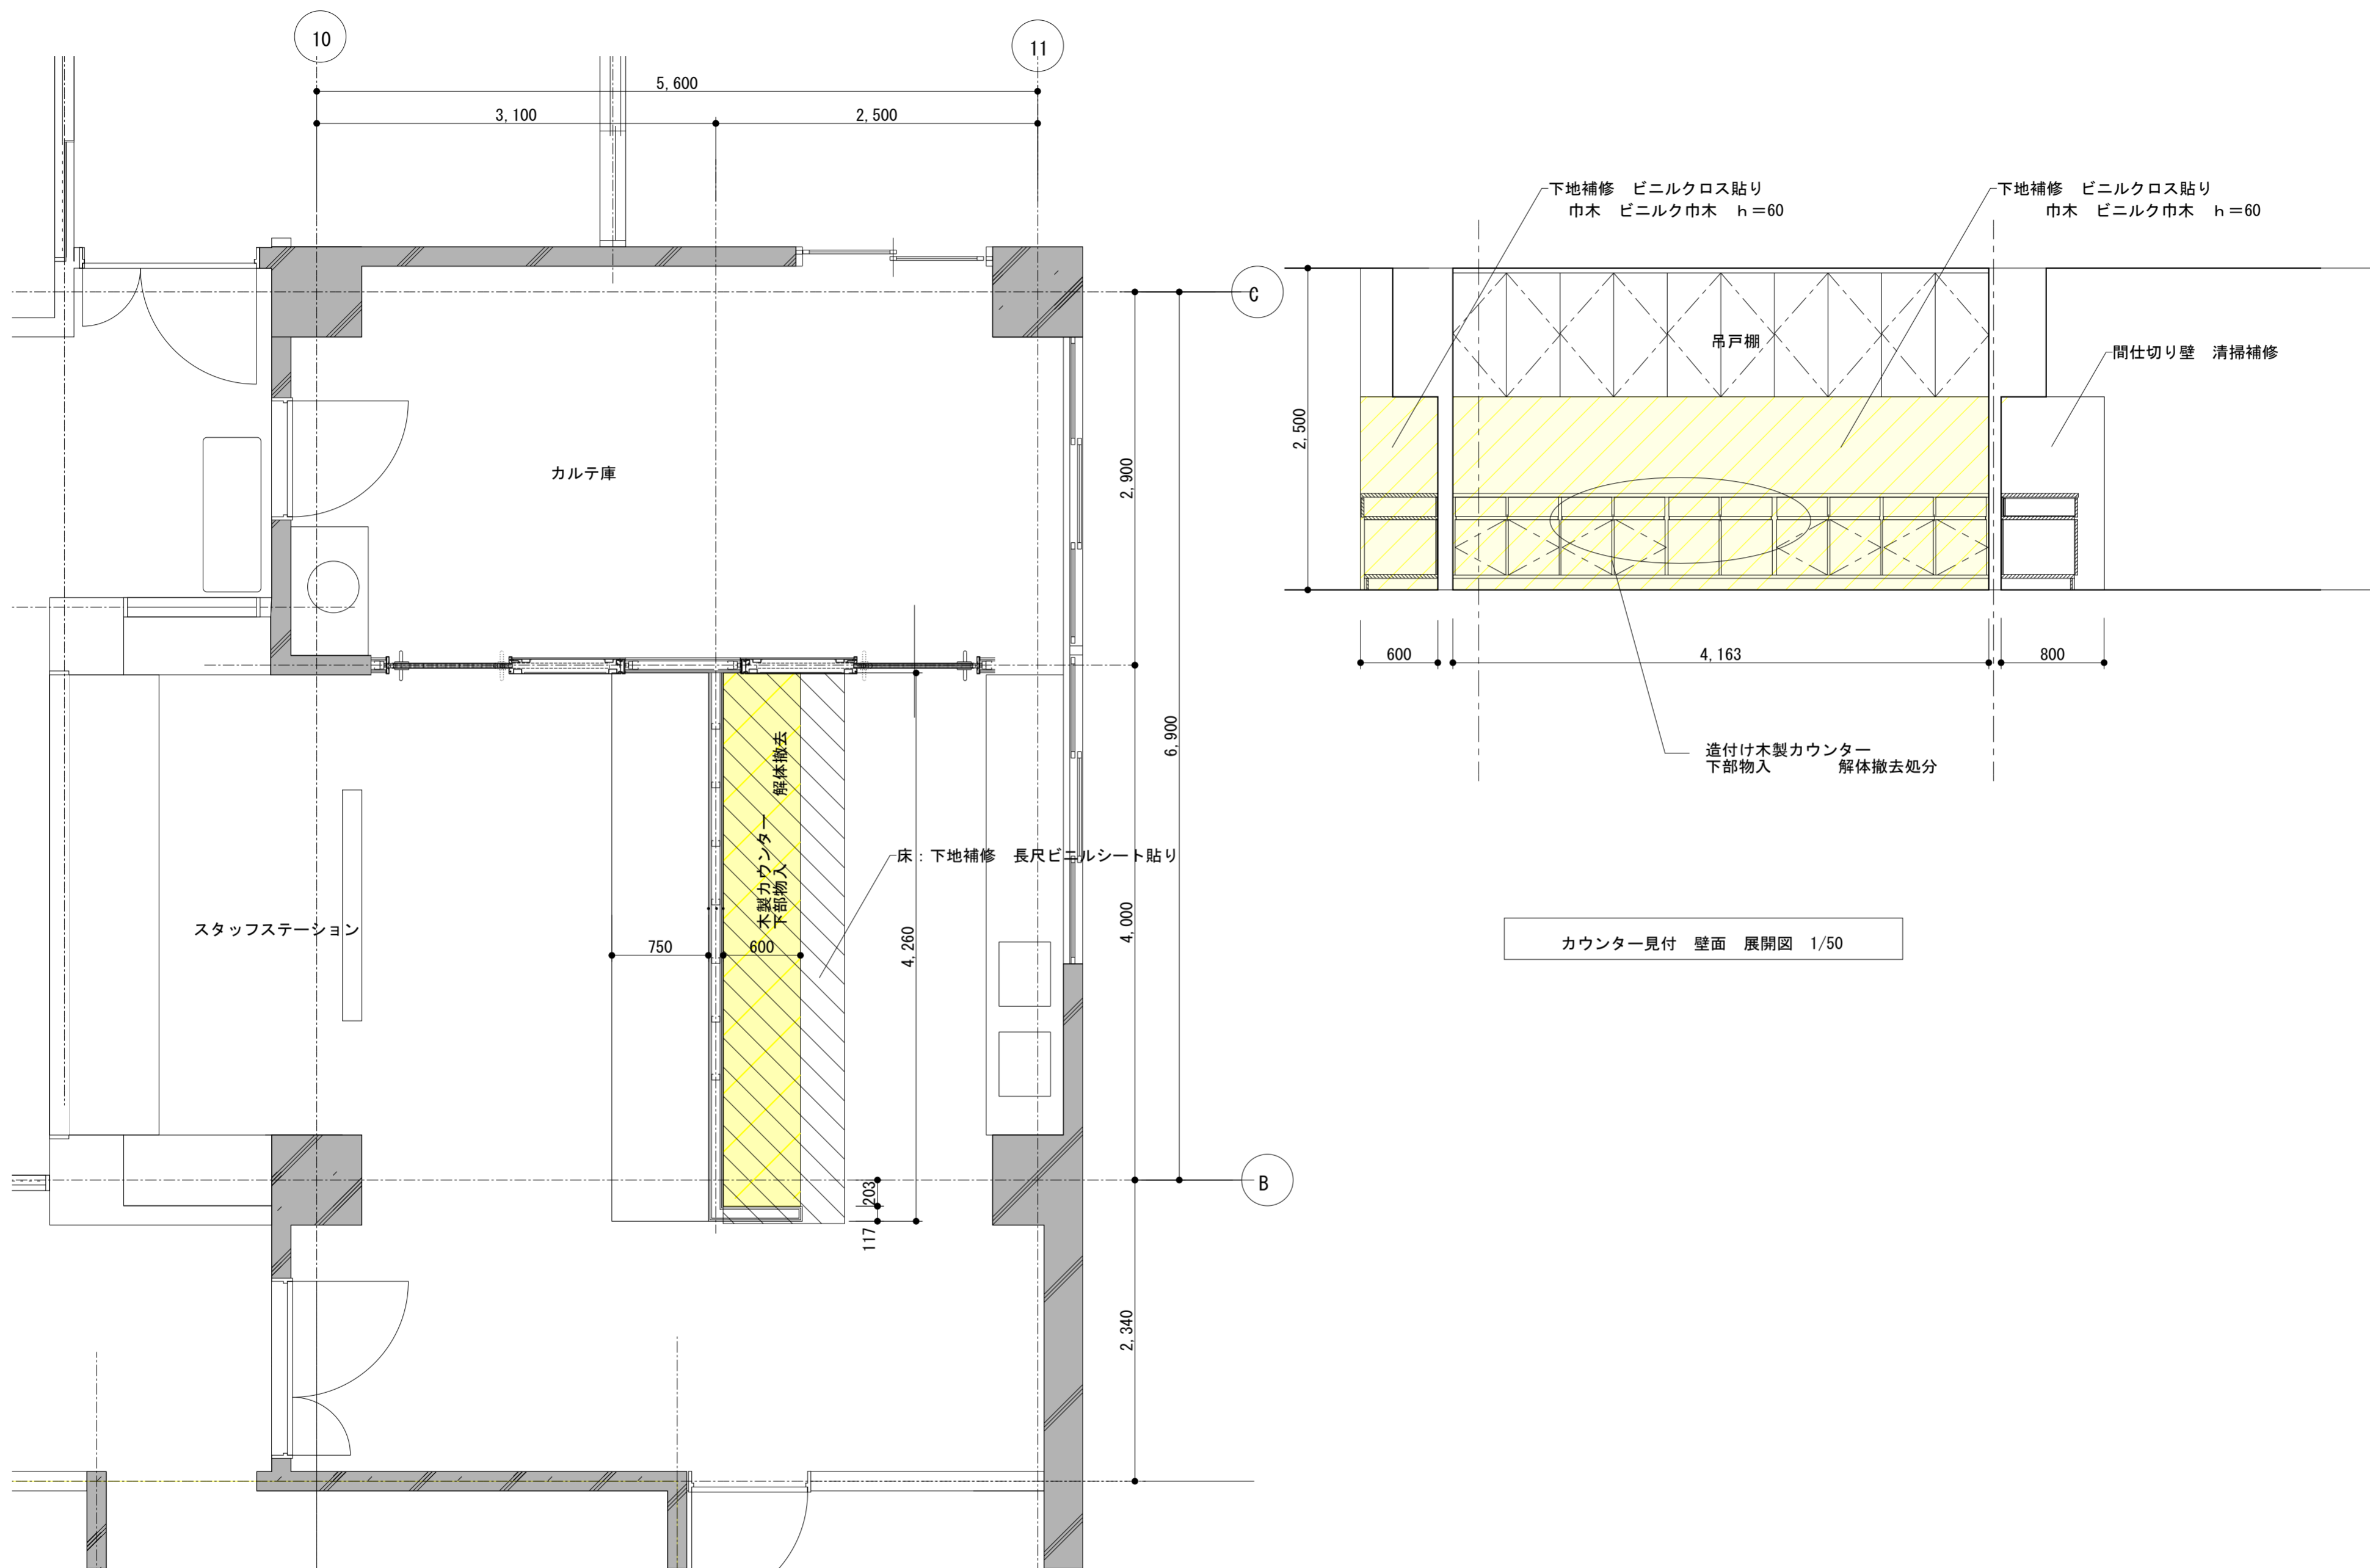 10
11
5,600
3,100
2,500
下地補修　ビニルクロス貼り
巾木　ビニルク巾木　ｈ＝60
下地補修　ビニルクロス貼り
巾木　ビニルク巾木　ｈ＝60
C
吊戸棚
間仕切り壁　清掃補修
2,500
カルテ庫
2,900
600
4,163
800
6,900
解体撤去
造付け木製カウンター
下部物入　　　　解体撤去処分
木製カウンター
下部物入
床：下地補修　長尺ビニルシート貼り
スタッフステーション
750
600
4,260
4,000
カウンター見付　壁面　展開図　1/50
203
B
117
2,340